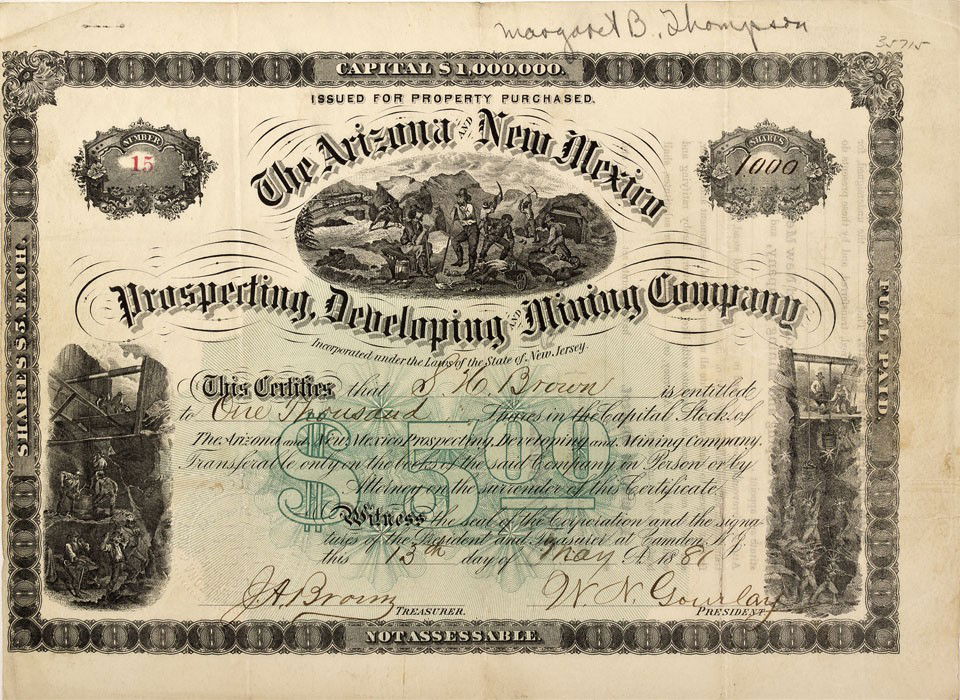 Margaret B. Thompson
35715
CAPITAL $1,000,000.
ISSUED FOR PROPERTY PURCHASED.
NUMBER
15
SHARES
1000
The Arizona AND New Mexico
Prospecting, Developing AND Mining Company
Incorporated under the Laws of the State of New Jersey.
SHARES $5. EACH.
FULL PAID.
This Certifies that J. H. Brown is entitled
to One Thousand Shares in the Capital Stock of
The Arizona and New Mexico Prospecting, Developing and Mining Company.
Transferable only on the books of the said Company in Person or by
Attorney on the surrender of this Certificate.
$500
Witness the seal of the Corporation and the signa-
tures of the President and Treasurer at Camden N.J.
this 13th day of May A. 1881
J A Brown TREASURER.
W. N. Gourlay PRESIDENT
NOT ASSESSABLE.